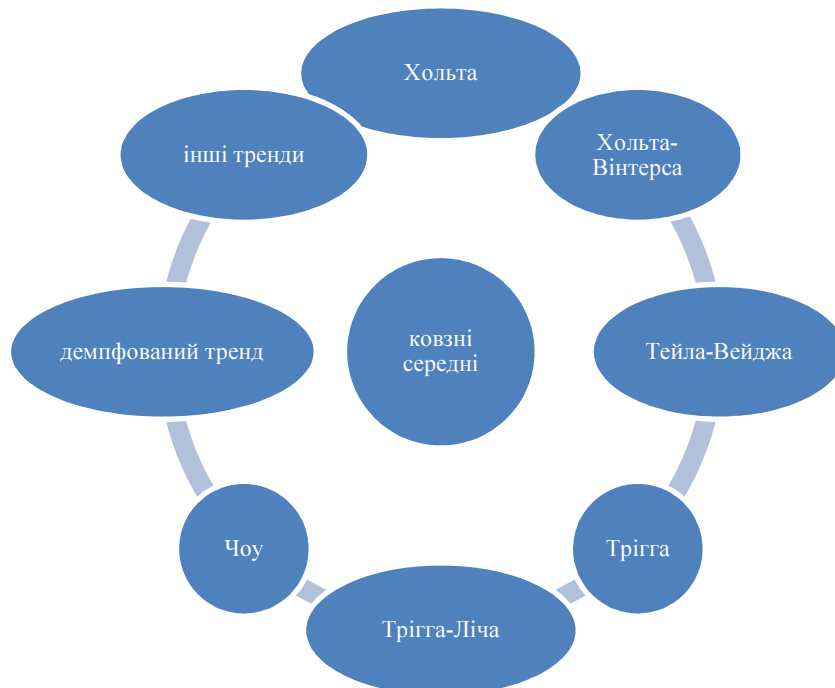 Хольта
Хольта-
Вінтерса
Тейла-Вейджа
Трігга
Трігга-Ліча
Чоу
демпфований тренд
інші тренди
ковзні
середні